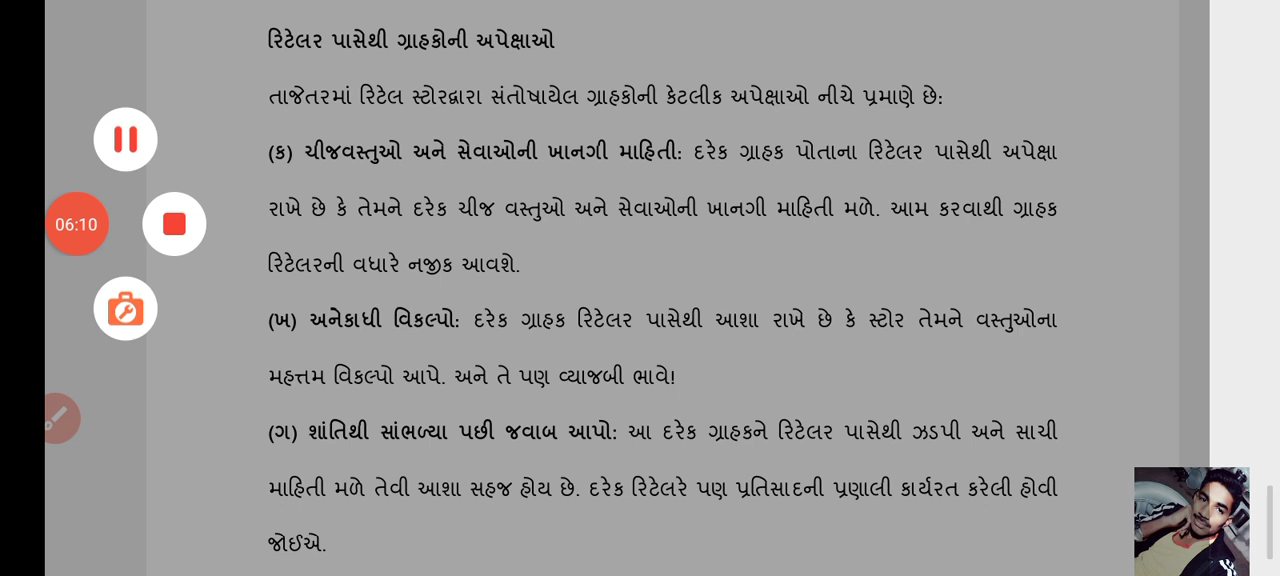 રિટેલર પાસેથી ગ્રાહકોની અપેક્ષાઓ
તાજેતરમાં રિટેલ સ્ટોરદ્વારા સંતોષાયેલ ગ્રાહકોની કેટલીક અપેક્ષાઓ નીચે પ્રમાણે છે:
(ક) ચીજવસ્તુઓ અને સેવાઓની ખાનગી માહિતી: દરેક ગ્રાહક પોતાના રિટેલર પાસેથી અપેક્ષા
રાખે છે કે તેમને દરેક ચીજ વસ્તુઓ અને સેવાઓની ખાનગી માહિતી મળે. આમ કરવાથી ગ્રાહક
રિટેલરની વધારે નજીક આવશે.
(ખ) અનેકાધી વિકલ્પો: દરેક ગ્રાહક રિટેલર પાસેથી આશા રાખે છે કે સ્ટોર તેમને વસ્તુઓના
મહત્તમ વિકલ્પો આપે. અને તે પણ વ્યાજબી ભાવે!
(ગ) શાંતિથી સાંભળ્યા પછી જવાબ આપો: આ દરેક ગ્રાહકને રિટેલર પાસેથી ઝડપી અને સાચી
માહિતી મળે તેવી આશા સહજ હોય છે. દરેક રિટેલરે પણ પ્રતિસાદની પ્રણાલી કાર્યરત કરેલી હોવી
જોઈએ.
06:10